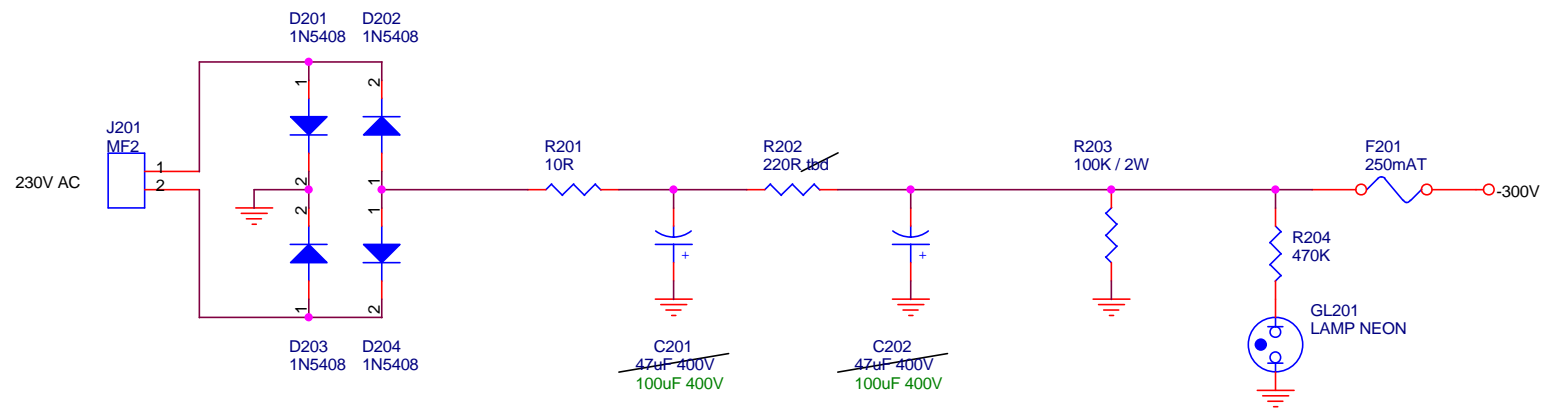 D201
1N5408
D202
1N5408
1
2
J201
MF2
1
2
230V AC
2
1
2
1
1
2
D203
1N5408
D204
1N5408
R201
10R
R202
220R tbd
R203
100K / 2W
F201
250mAT
-300V
+
+
R204
470K
GL201
LAMP NEON
C201
47uF 400V
100uF 400V
C202
47uF 400V
100uF 400V